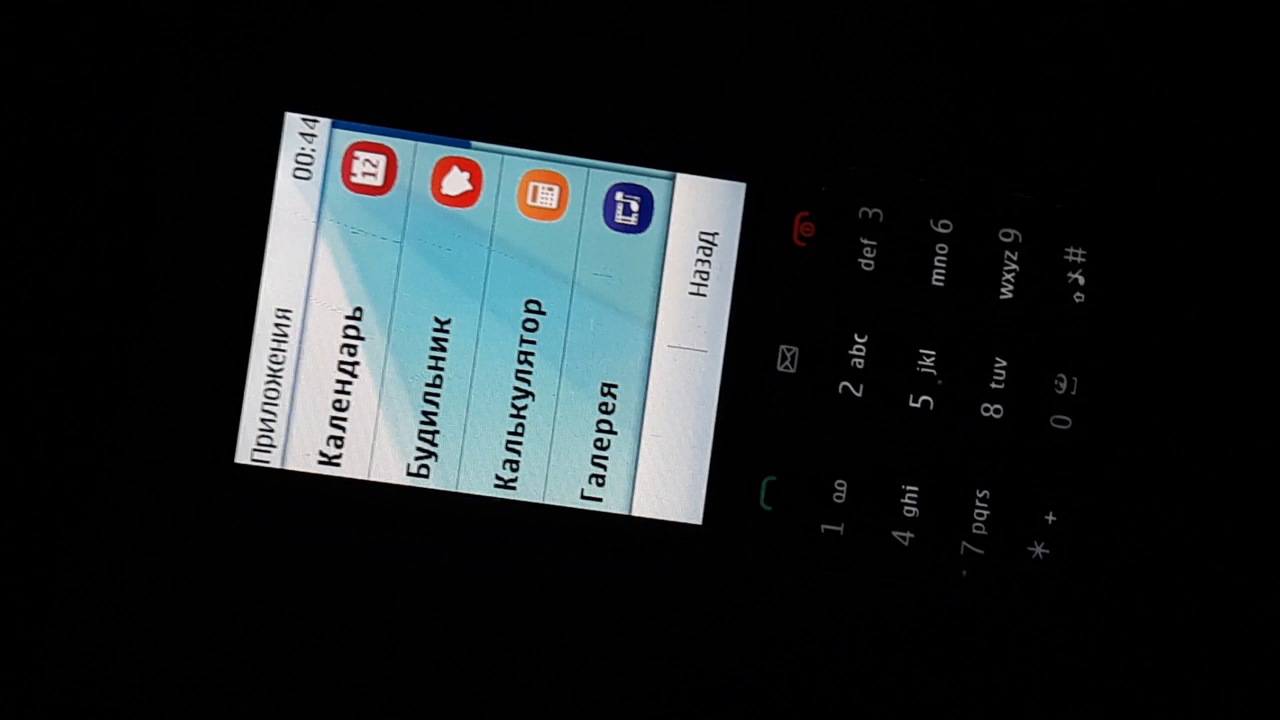 Приложения 00:44
Календарь 12
Будильник
Калькулятор
Галерея
Назад
1 2 abc def 3
4 ghi 5 jkl mno 6
7 pqrs 8 tuv wxyz 9
* + 0 #